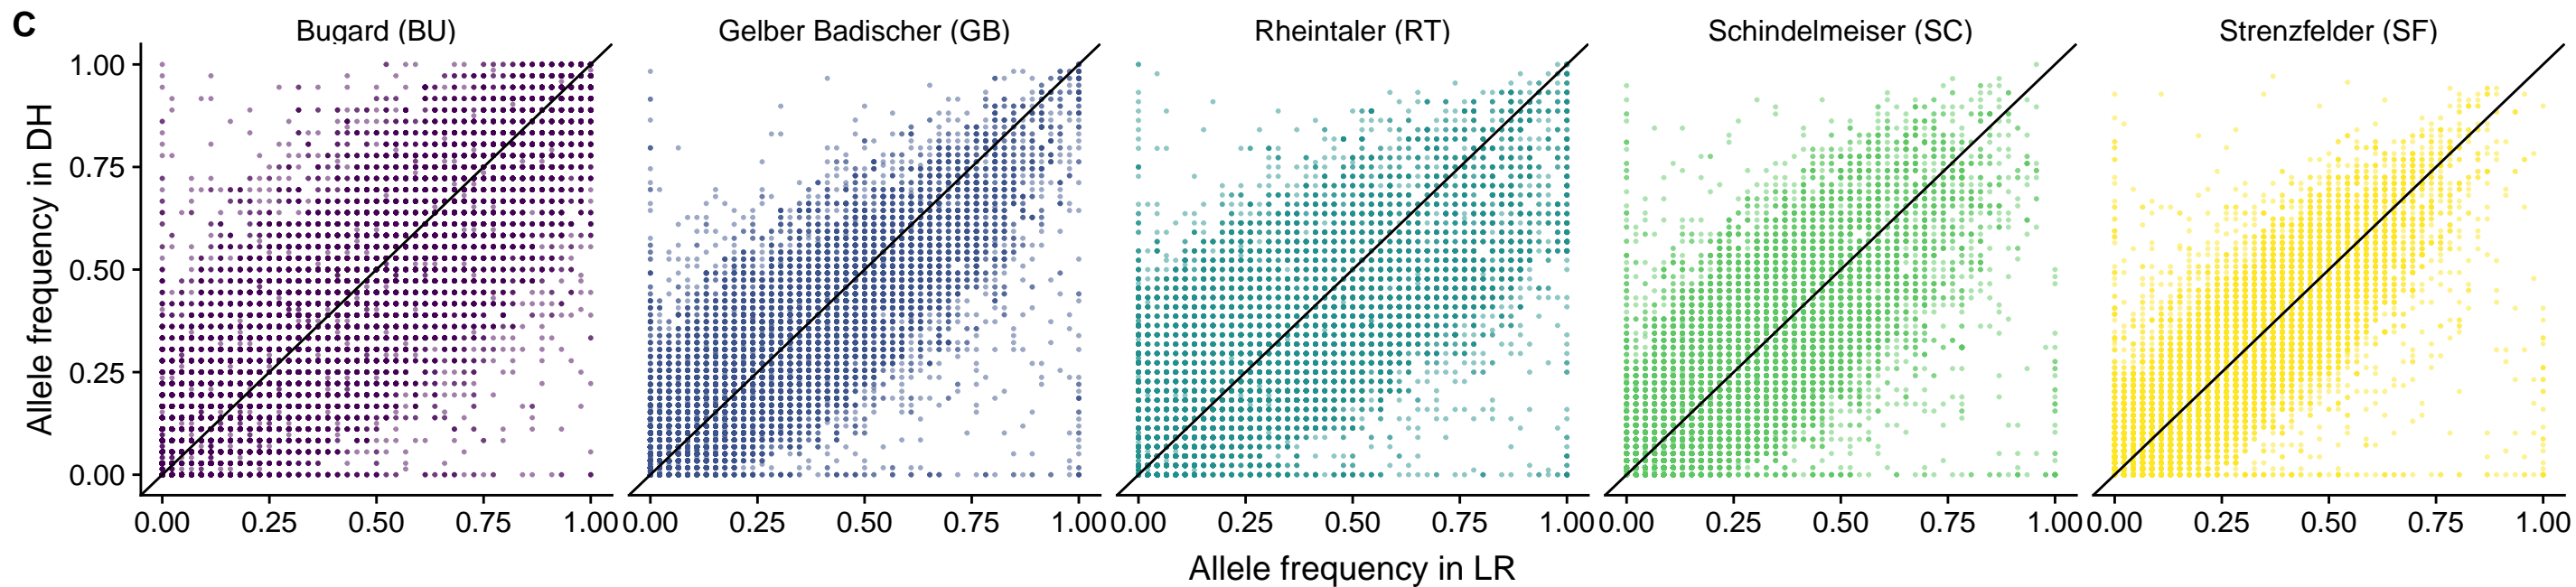 C
Bugard (BU) Gelber Badischer (GB) Rheintaler (RT) Schindelmeiser (SC) Strenzfelder (SF)
Allele frequency in DH
1.00
0.75
0.50
0.25
0.00
0.00 0.25 0.50 0.75 1.00 0.00 0.25 0.50 0.75 1.00 0.00 0.25 0.50 0.75 1.00 0.00 0.25 0.50 0.75 1.00 0.00 0.25 0.50 0.75 1.00
Allele frequency in LR